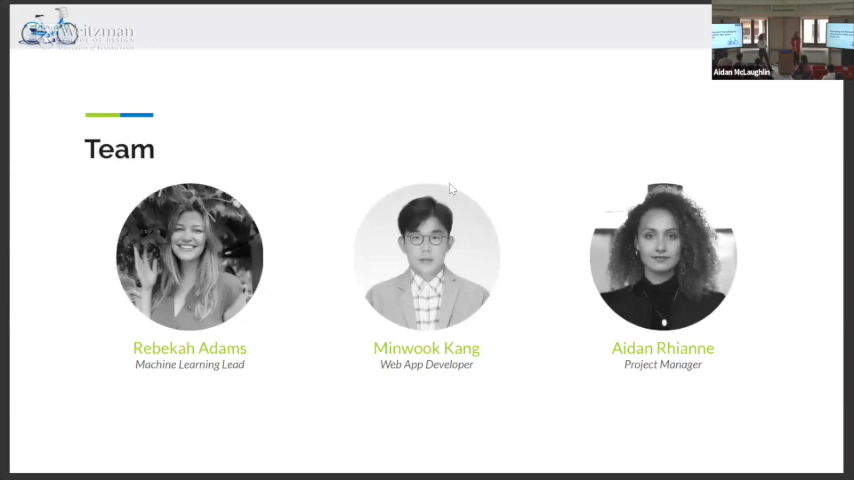 Weitzman
Aidan McLaughlin
Team
Rebekah Adams
Machine Learning Lead
Minwook Kang
Web App Developer
Aidan Rhianne
Project Manager